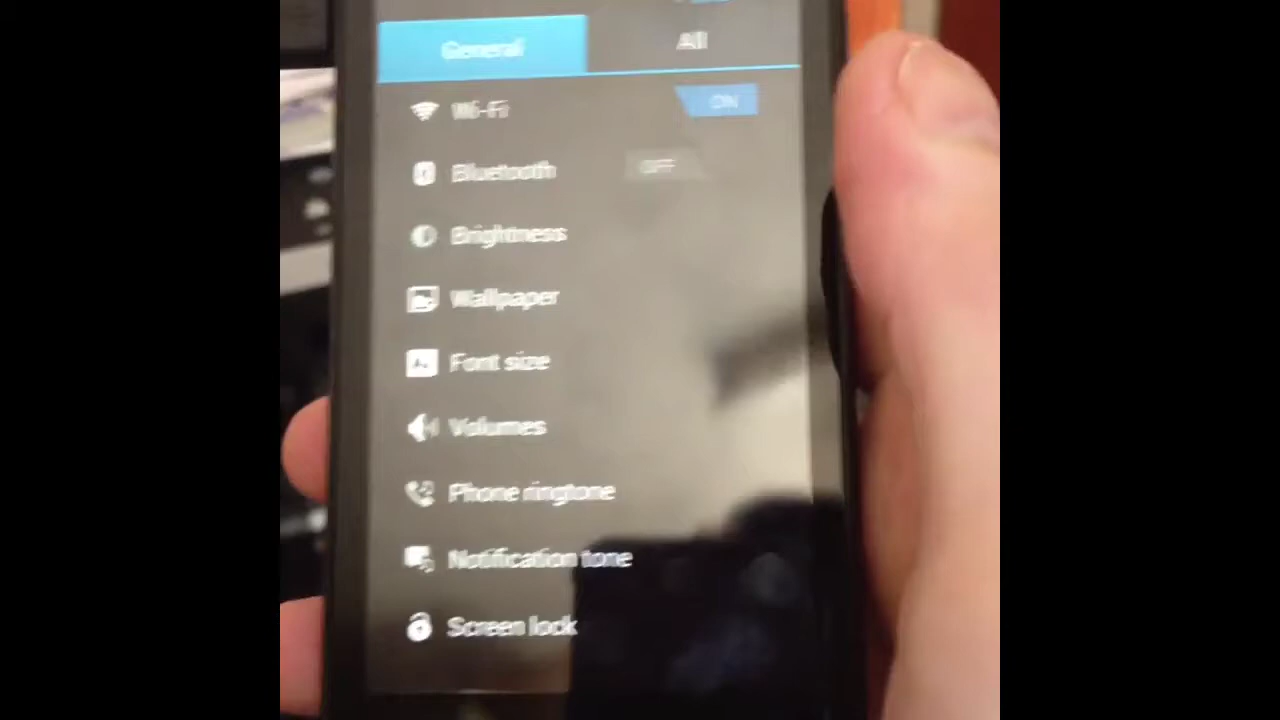 General
All
Wi-Fi
ON
Bluetooth
OFF
Brightness
Wallpaper
Font size
Volumes
Phone ringtone
Notification tone
Screen lock